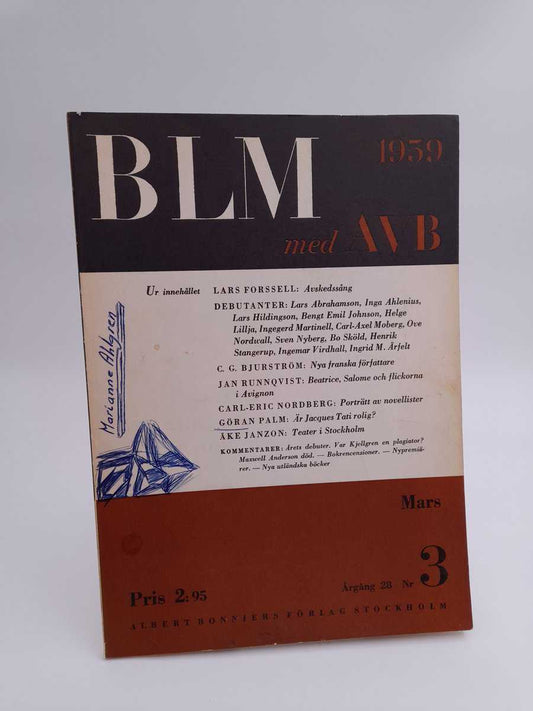 BLM
1959
med AVB
Ur innehållet LARS FORSSELL: Avskedssång
DEBUTANTER: Lars Abrahamson, Inga Ahlenius,
Lars Hildingson, Bengt Emil Johnson, Helge
Lillja, Ingegerd Martinell, Carl-Axel Moberg, Ove
Nordwall, Sven Nyberg, Bo Sköld, Henrik
Stangerup, Ingemar Virdhall, Ingrid M. Ärfelt
C. G. BJURSTRÖM: Nya franska författare
JAN RUNNQVIST: Beatrice, Salome och flickorna
i Avignon
CARL-ERIC NORDBERG: Porträtt av novellister
GÖRAN PALM: Är Jacques Tati rolig?
ÅKE JANZON: Teater i Stockholm
KOMMENTARER: Årets debuter. Var Kjellgren en plagiator?
Maxwell Anderson död. — Bokrecensioner. — Nypremiä-
rer. — Nya utländska böcker
Marianne Ahlgren
Mars
Årgång 28 Nr 3
Pris 2:95
ALBERT BONNIERS FÖRLAG STOCKHOLM